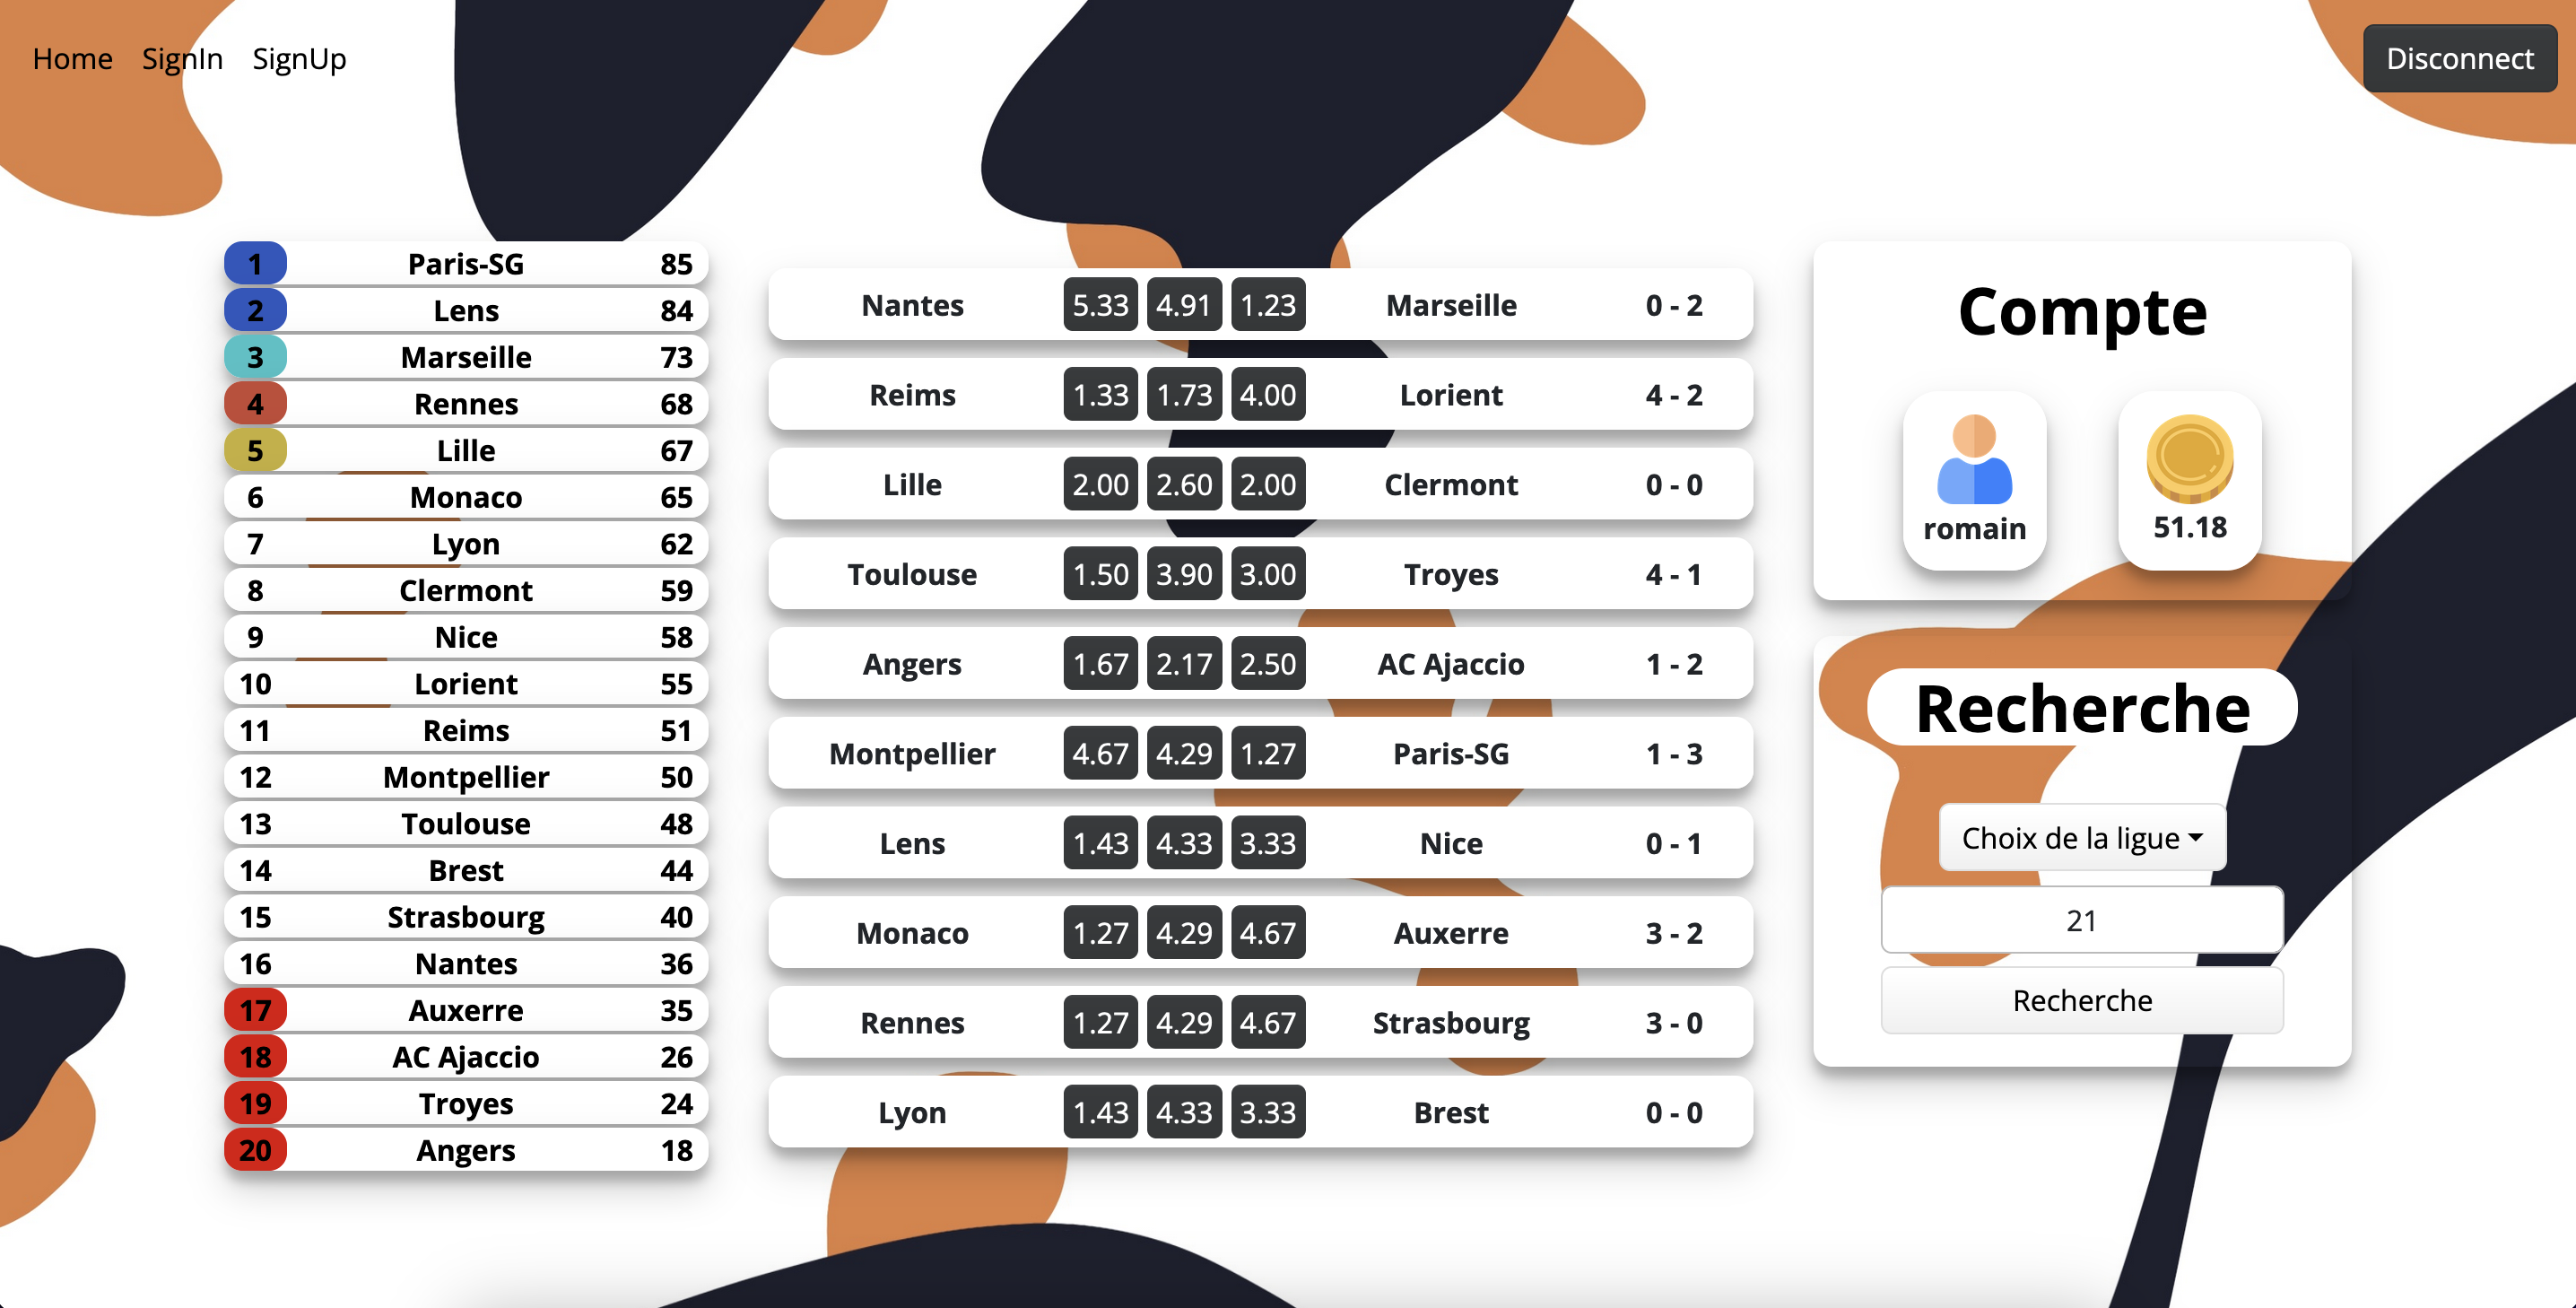 Home SignIn SignUp Disconnect
1 Paris-SG 85
2 Lens 84
3 Marseille 73
4 Rennes 68
5 Lille 67
6 Monaco 65
7 Lyon 62
8 Clermont 59
9 Nice 58
10 Lorient 55
11 Reims 51
12 Montpellier 50
13 Toulouse 48
14 Brest 44
15 Strasbourg 40
16 Nantes 36
17 Auxerre 35
18 AC Ajaccio 26
19 Troyes 24
20 Angers 18
Nantes 5.33 4.91 1.23 Marseille 0 - 2
Reims 1.33 1.73 4.00 Lorient 4 - 2
Lille 2.00 2.60 2.00 Clermont 0 - 0
Toulouse 1.50 3.90 3.00 Troyes 4 - 1
Angers 1.67 2.17 2.50 AC Ajaccio 1 - 2
Montpellier 4.67 4.29 1.27 Paris-SG 1 - 3
Lens 1.43 4.33 3.33 Nice 0 - 1
Monaco 1.27 4.29 4.67 Auxerre 3 - 2
Rennes 1.27 4.29 4.67 Strasbourg 3 - 0
Lyon 1.43 4.33 3.33 Brest 0 - 0
Compte
romain 51.18
Recherche
Choix de la ligue
21
Recherche